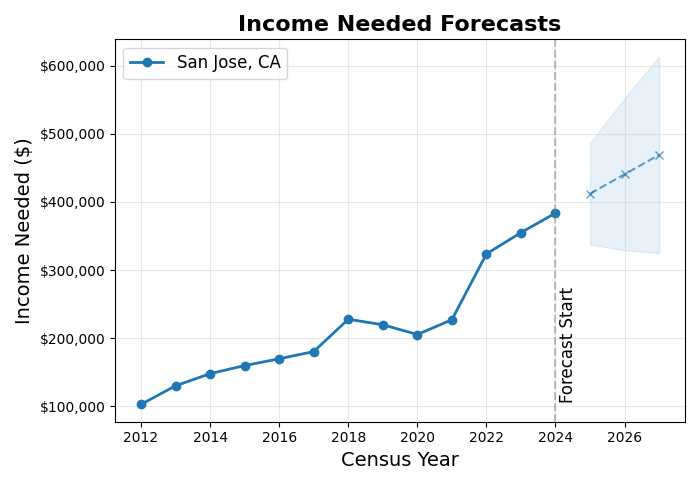 Income Needed Forecasts
San Jose, CA
Income Needed ($)
$600,000
$500,000
$400,000
$300,000
$200,000
$100,000
Forecast Start
2012
2014
2016
2018
2020
2022
2024
2026
Census Year